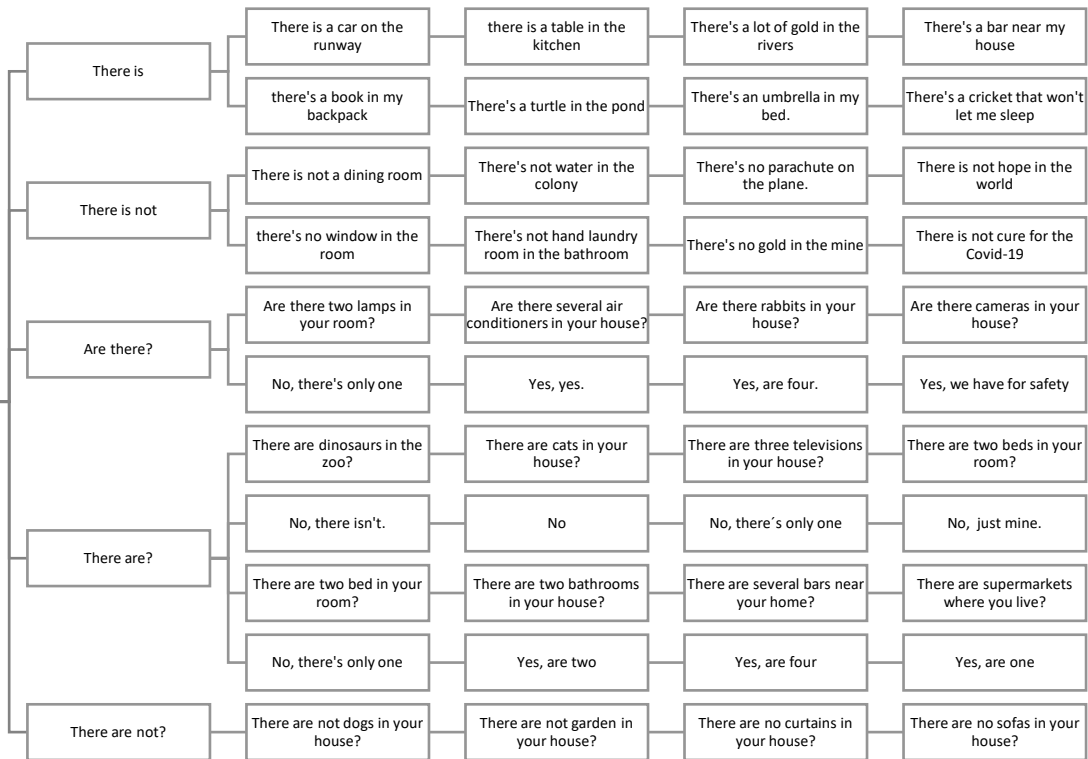 There is
There is a car on the
runway
there is a table in the
kitchen
There's a lot of gold in the
rivers
There's a bar near my
house
there's a book in my
backpack
There's a turtle in the pond
There's an umbrella in my
bed.
There's a cricket that won't
let me sleep
There is not
There is not a dining room
There's not water in the
colony
There's no parachute on
the plane.
There is not hope in the
world
there's no window in the
room
There's not hand laundry
room in the bathroom
There's no gold in the mine
There is not cure for the
Covid-19
Are there?
Are there two lamps in
your room?
Are there several air
conditioners in your house?
Are there rabbits in your
house?
Are there cameras in your
house?
No, there's only one
Yes, yes.
Yes, are four.
Yes, we have for safety
There are?
There are dinosaurs in the
zoo?
There are cats in your
house?
There are three televisions
in your house?
There are two beds in your
room?
No, there isn't.
No
No, there´s only one
No,  just mine.
There are two bed in your
room?
There are two bathrooms
in your house?
There are several bars near
your home?
There are supermarkets
where you live?
No, there's only one
Yes, are two
Yes, are four
Yes, are one
There are not?
There are not dogs in your
house?
There are not garden in
your house?
There are no curtains in
your house?
There are no sofas in your
house?